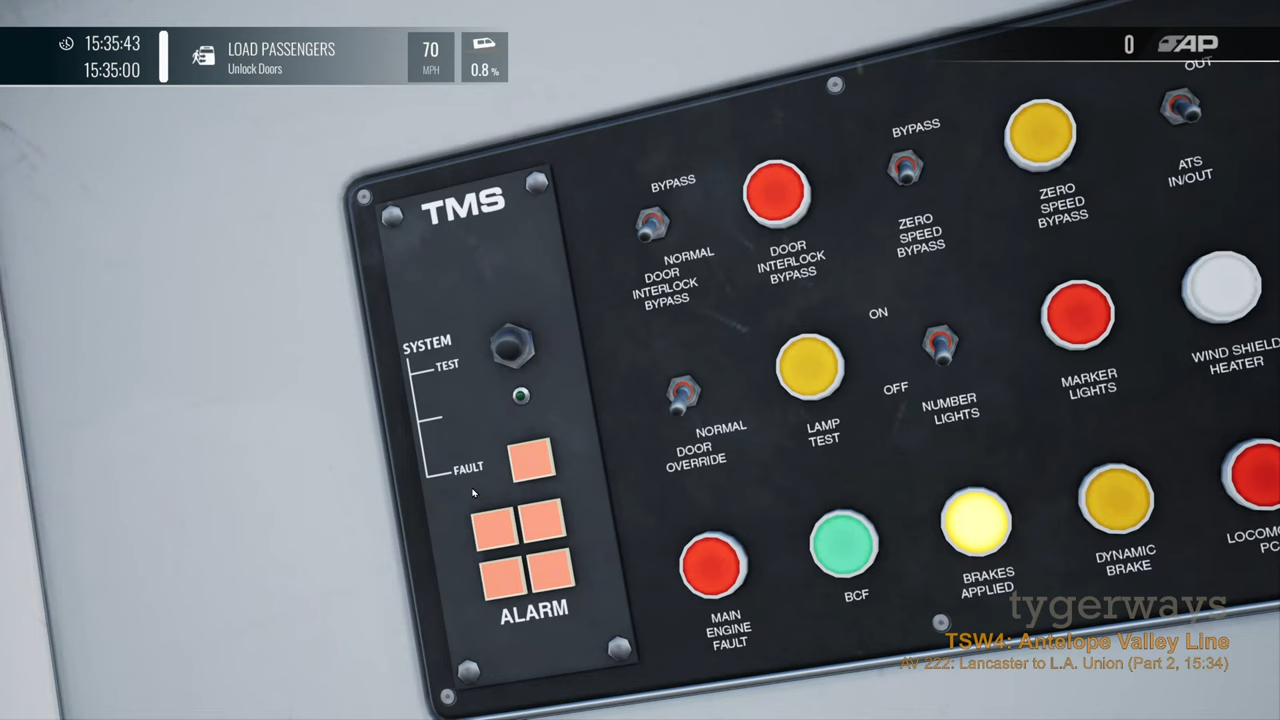 15:35:43
15:35:00
LOAD PASSENGERS
Unlock Doors
70
MPH
0.8 %
0
AP
OUT
TMS
SYSTEM
TEST
FAULT
ALARM
BYPASS
NORMAL
DOOR
INTERLOCK
BYPASS
DOOR
INTERLOCK
BYPASS
BYPASS
ZERO
SPEED
BYPASS
ZERO
SPEED
BYPASS
ATS
IN/OUT
NORMAL
DOOR
OVERRIDE
LAMP
TEST
ON
OFF
NUMBER
LIGHTS
MARKER
LIGHTS
WIND SHIELD
HEATER
MAIN
ENGINE
FAULT
BCF
BRAKES
APPLIED
DYNAMIC
BRAKE
LOCOMO
PC
tygerways
TSW4: Antelope Valley Line
AV 222: Lancaster to L.A. Union (Part 2, 15:34)